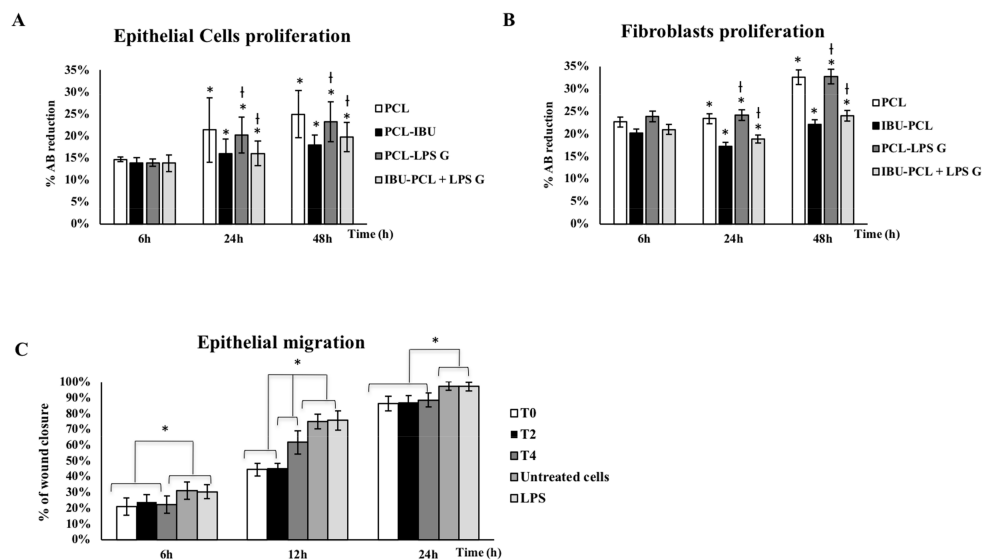 A
Epithelial Cells proliferation
% AB reduction
35%
30%
25%
20%
15%
10%
5%
0%
*
*
ƚ
*
ƚ
*
*
*
ƚ
*
ƚ
*
6h
24h
48h
Time (h)
PCL
PCL-IBU
PCL-LPS G
IBU-PCL + LPS G
B
Fibroblasts proliferation
% AB reduction
35%
30%
25%
20%
15%
10%
5%
0%
*
*
ƚ
*
ƚ
*
*
*
ƚ
*
ƚ
*
6h
24h
48h
Time (h)
PCL
IBU-PCL
PCL-LPS G
IBU-PCL + LPS G
C
Epithelial migration
% of wound closure
100%
90%
80%
70%
60%
50%
40%
30%
20%
10%
0%
*
*
*
6h
12h
24h
Time (h)
T0
T2
T4
Untreated cells
LPS